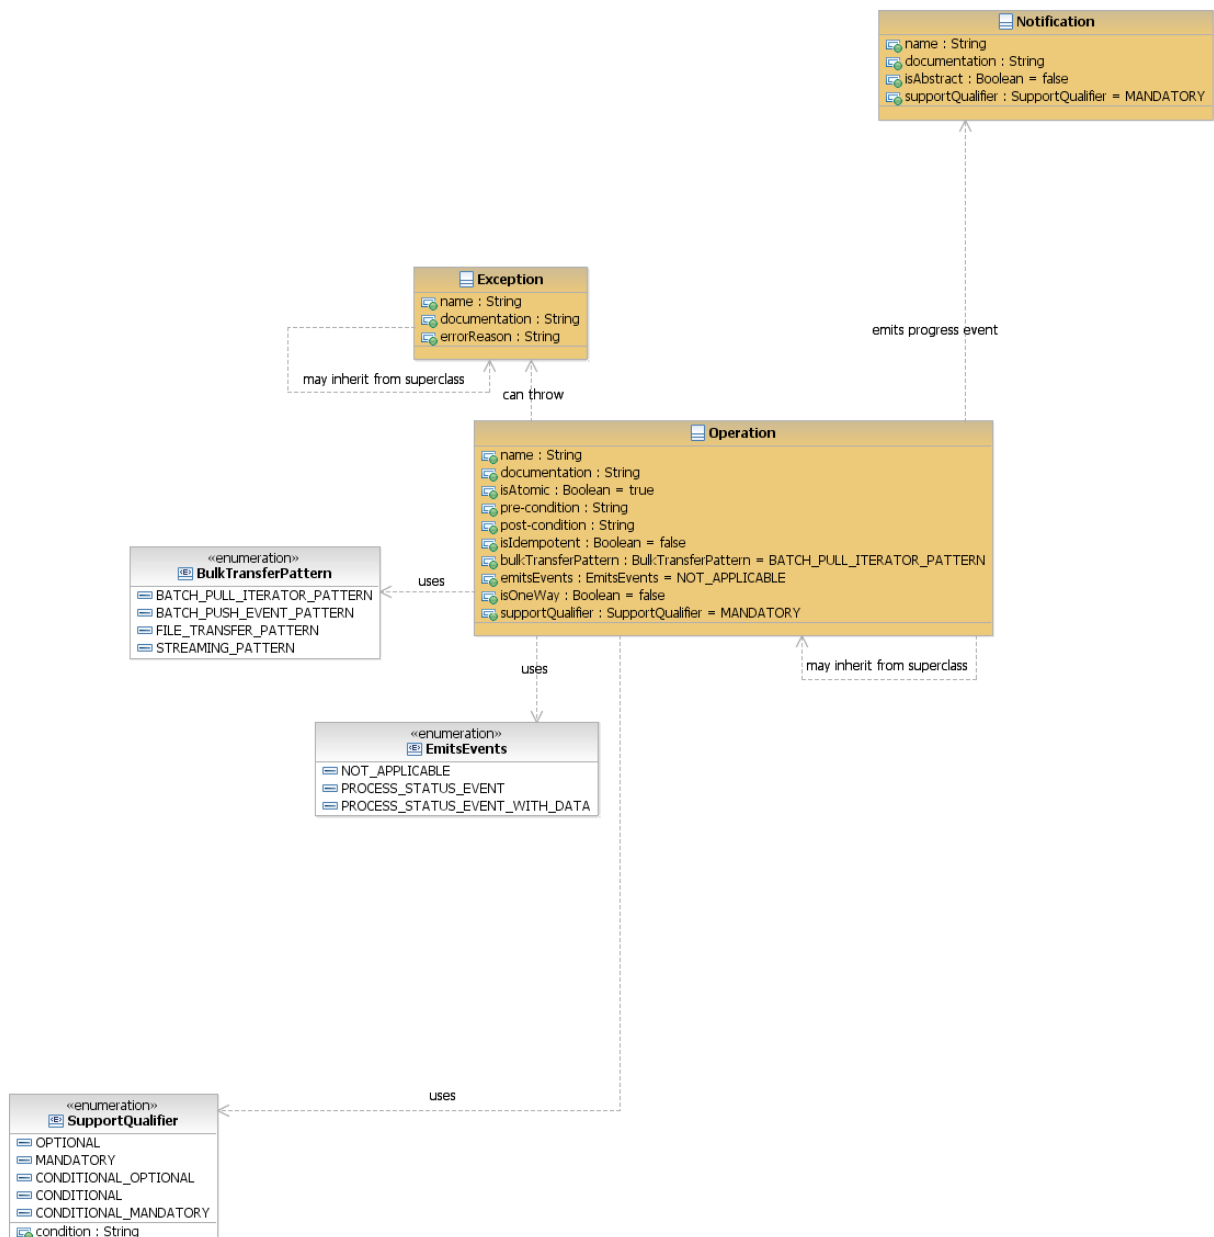 Notification
name : String
documentation : String
isAbstract : Boolean = false
supportQualifier : SupportQualifier = MANDATORY
emits progress event
Exception
name : String
documentation : String
errorReason : String
may inherit from superclass
can throw
Operation
name : String
documentation : String
isAtomic : Boolean = true
pre-condition : String
post-condition : String
isIdempotent : Boolean = false
bulkTransferPattern : BulkTransferPattern = BATCH_PULL_ITERATOR_PATTERN
emitsEvents : EmitsEvents = NOT_APPLICABLE
isOneWay : Boolean = false
supportQualifier : SupportQualifier = MANDATORY
may inherit from superclass
uses
«enumeration»
BulkTransferPattern
BATCH_PULL_ITERATOR_PATTERN
BATCH_PUSH_EVENT_PATTERN
FILE_TRANSFER_PATTERN
STREAMING_PATTERN
uses
«enumeration»
EmitsEvents
NOT_APPLICABLE
PROCESS_STATUS_EVENT
PROCESS_STATUS_EVENT_WITH_DATA
uses
«enumeration»
SupportQualifier
OPTIONAL
MANDATORY
CONDITIONAL_OPTIONAL
CONDITIONAL
CONDITIONAL_MANDATORY
condition : String